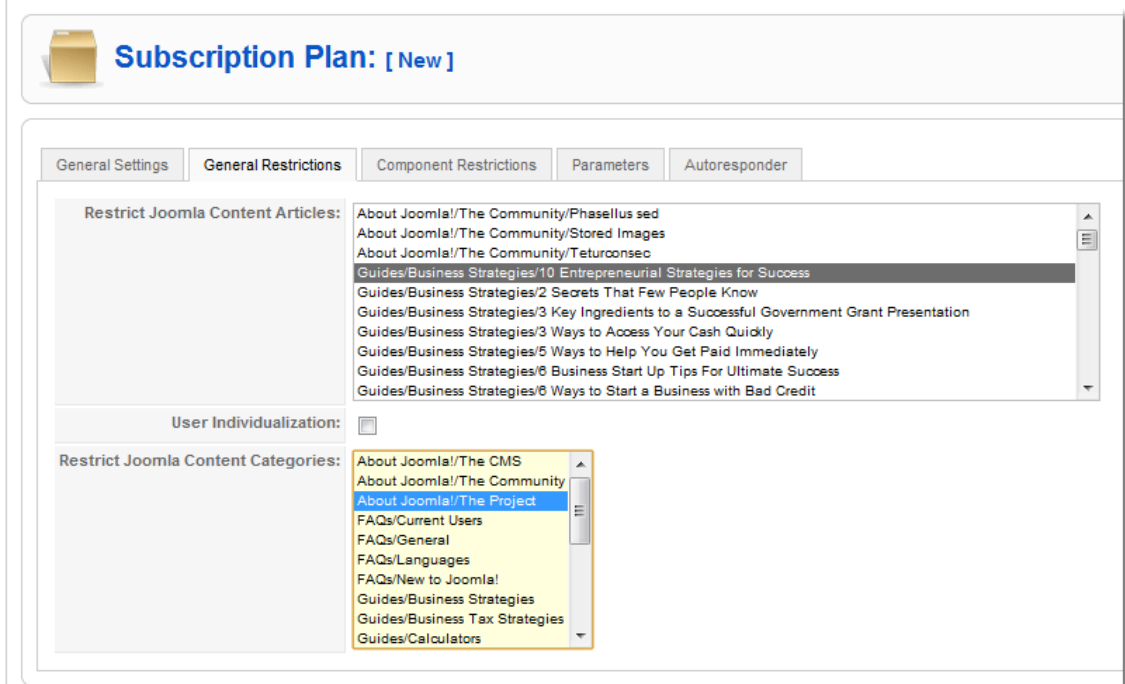 Subscription Plan: [ New ]
General Settings General Restrictions Component Restrictions Parameters Autoresponder
Restrict Joomla Content Articles:
About Joomla!/The Community/Phasellus sed
About Joomla!/The Community/Stored Images
About Joomla!/The Community/Teturconsec
Guides/Business Strategies/10 Entrepreneurial Strategies for Success
Guides/Business Strategies/2 Secrets That Few People Know
Guides/Business Strategies/3 Key Ingredients to a Successful Government Grant Presentation
Guides/Business Strategies/3 Ways to Access Your Cash Quickly
Guides/Business Strategies/5 Ways to Help You Get Paid Immediately
Guides/Business Strategies/6 Business Start Up Tips For Ultimate Success
Guides/Business Strategies/6 Ways to Start a Business with Bad Credit
User Individualization:
Restrict Joomla Content Categories:
About Joomla!/The CMS
About Joomla!/The Community
About Joomla!/The Project
FAQs/Current Users
FAQs/General
FAQs/Languages
FAQs/New to Joomla!
Guides/Business Strategies
Guides/Business Tax Strategies
Guides/Calculators